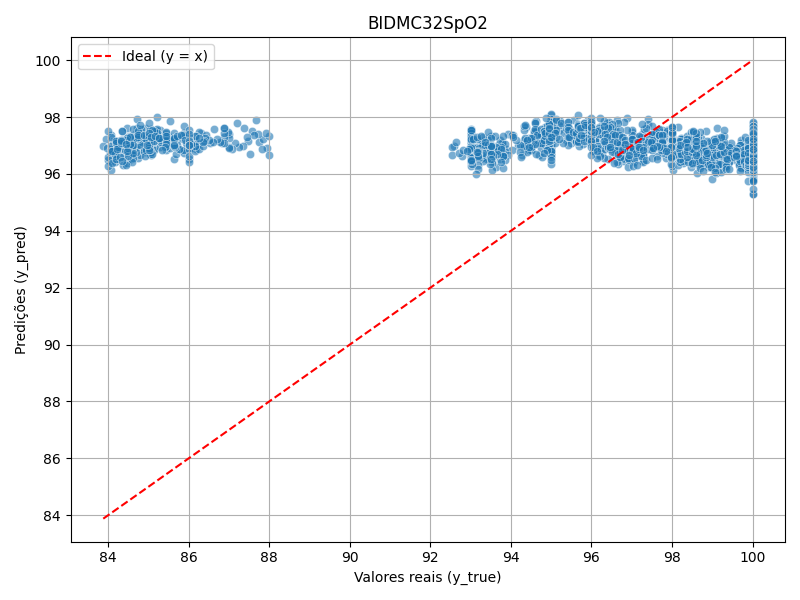 BIDMC32SpO2
Ideal (y = x)
Predições (y_pred)
100
98
96
94
92
90
88
86
84
84 86 88 90 92 94 96 98 100
Valores reais (y_true)